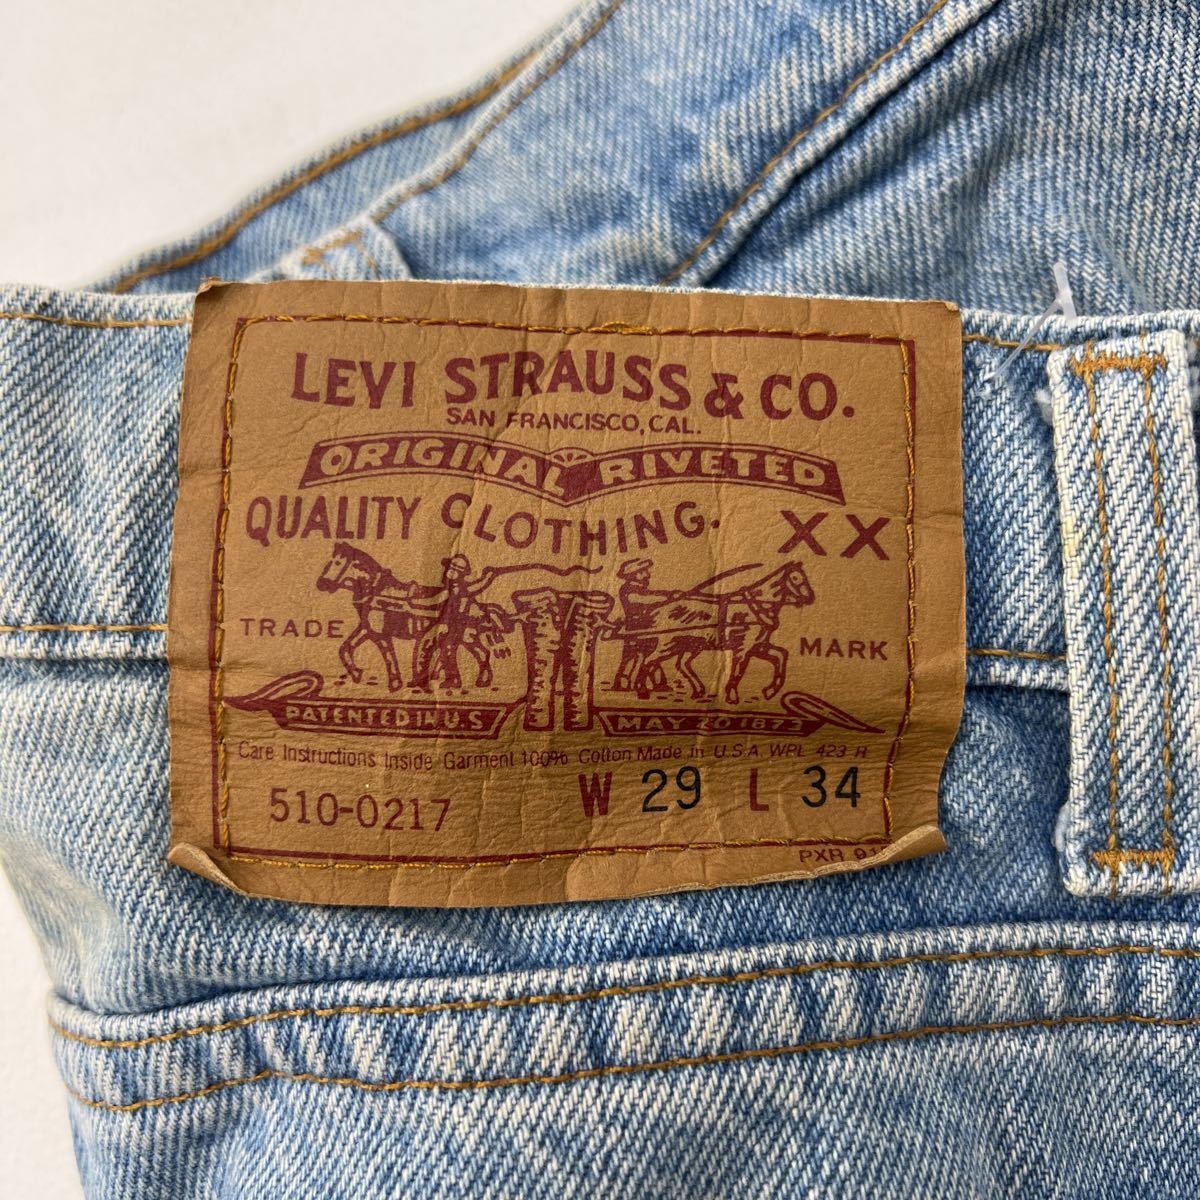 LEVI STRAUSS & CO.
SAN FRANCISCO, CAL.
ORIGINAL RIVETED
QUALITY CLOTHING. XX
TRADE MARK
PATENTED IN U.S MAY 20 1873
Care Instructions Inside Garment 100% Cotton Made in U.S.A WPL 423 H
510-0217 W 29 L 34
PXR